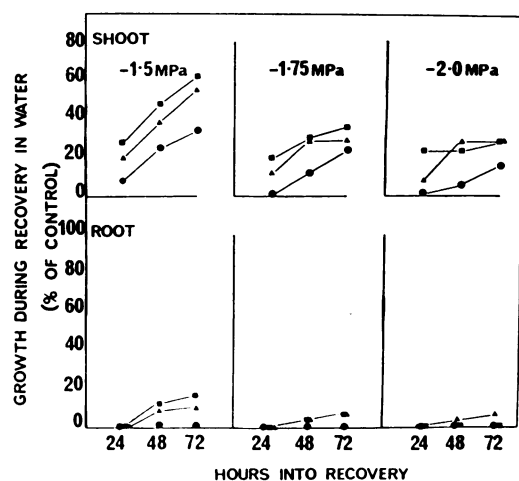 GROWTH DURING RECOVERY IN WATER
(% OF CONTROL)
80
60
40
20
0
SHOOT
-1·5 MPa
-1·75 MPa
-2·0 MPa
100
80
60
40
20
0
ROOT
24 48 72 24 48 72 24 48 72
HOURS INTO RECOVERY